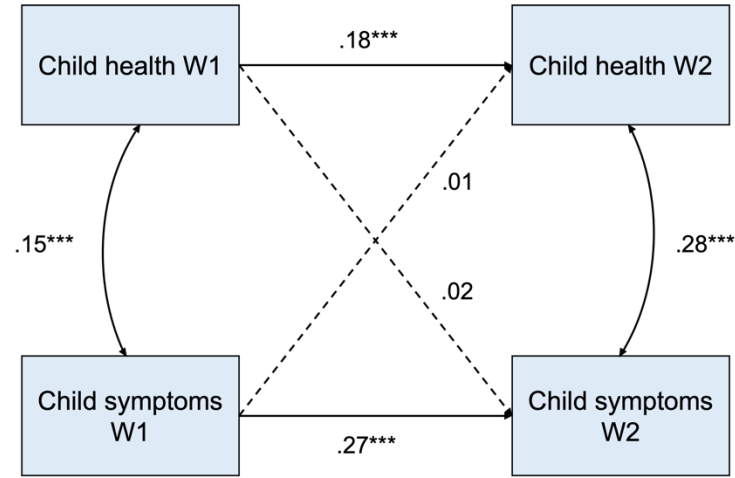 .18***
Child health W1
Child health W2
.01
.15***
.28***
.02
Child symptoms
W1
Child symptoms
W2
.27***